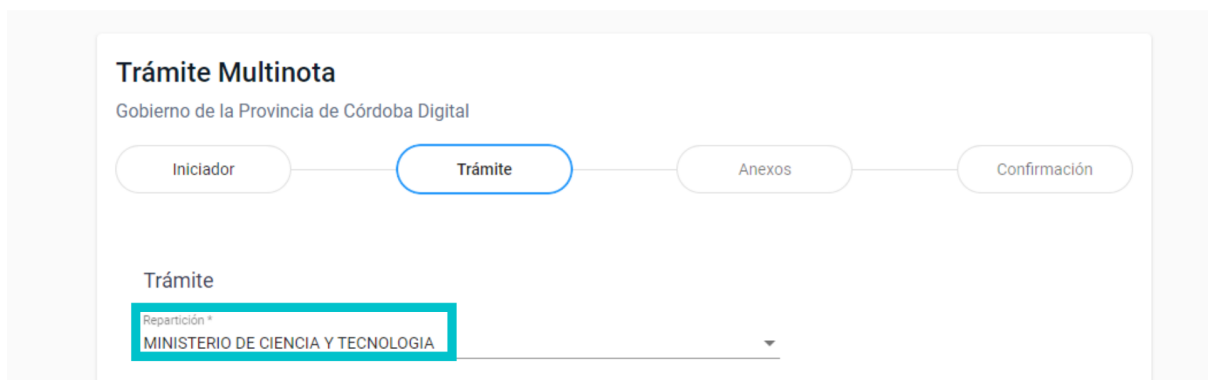 Trámite Multinota
Gobierno de la Provincia de Córdoba Digital
Iniciador Trámite Anexos Confirmación
Trámite
Repartición *
MINISTERIO DE CIENCIA Y TECNOLOGIA